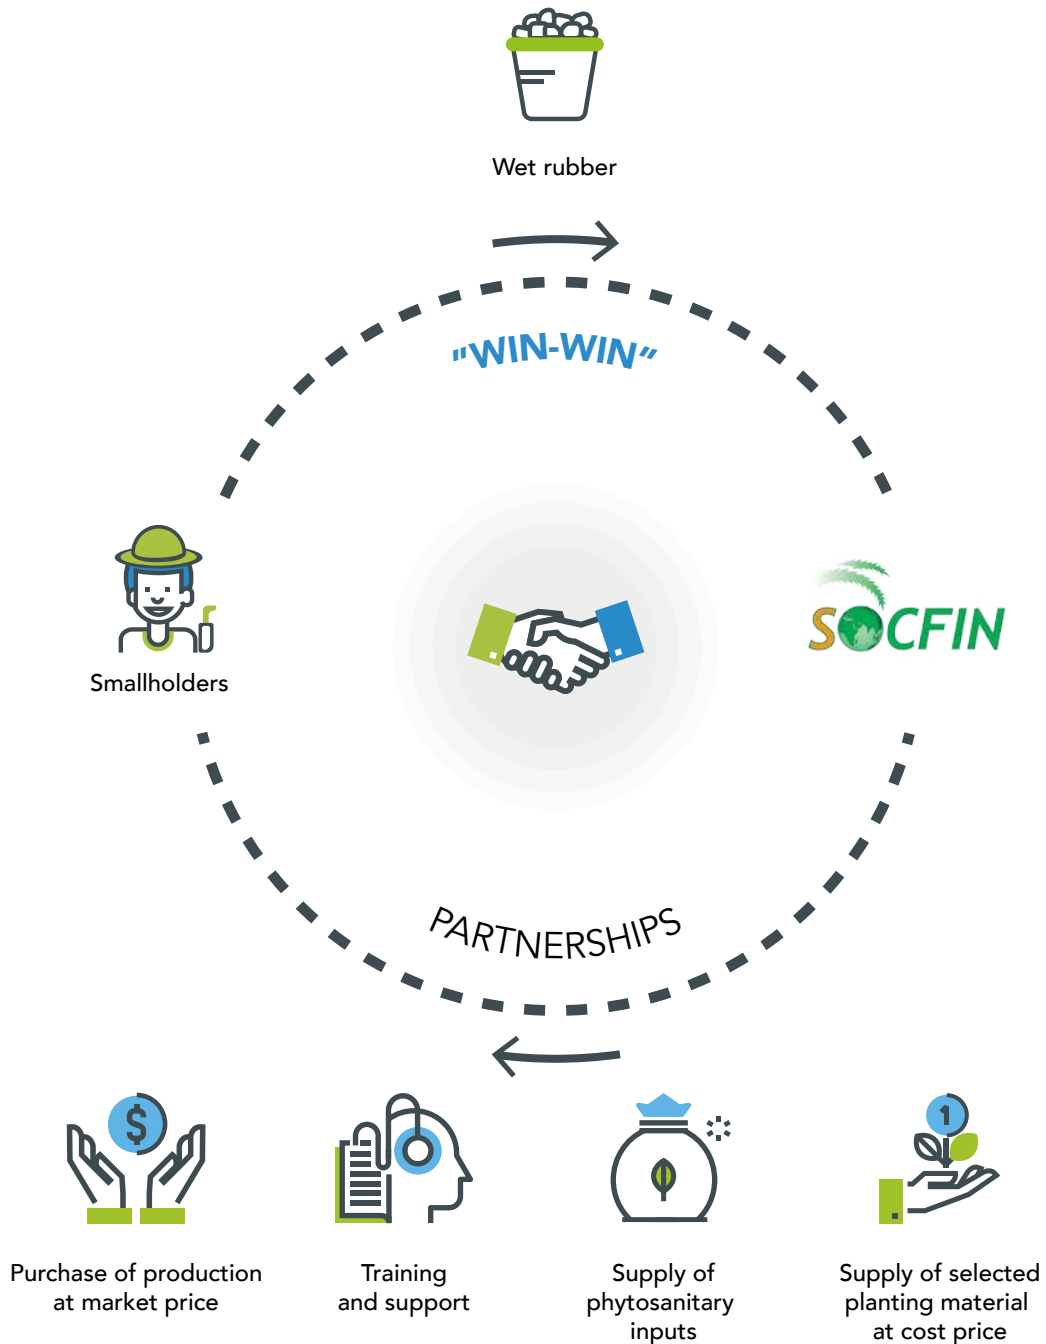 Wet rubber
"WIN-WIN"
Smallholders
SOCFIN
PARTNERSHIPS
$
1
Purchase of production
at market price
Training
and support
Supply of
phytosanitary
inputs
Supply of selected
planting material
at cost price